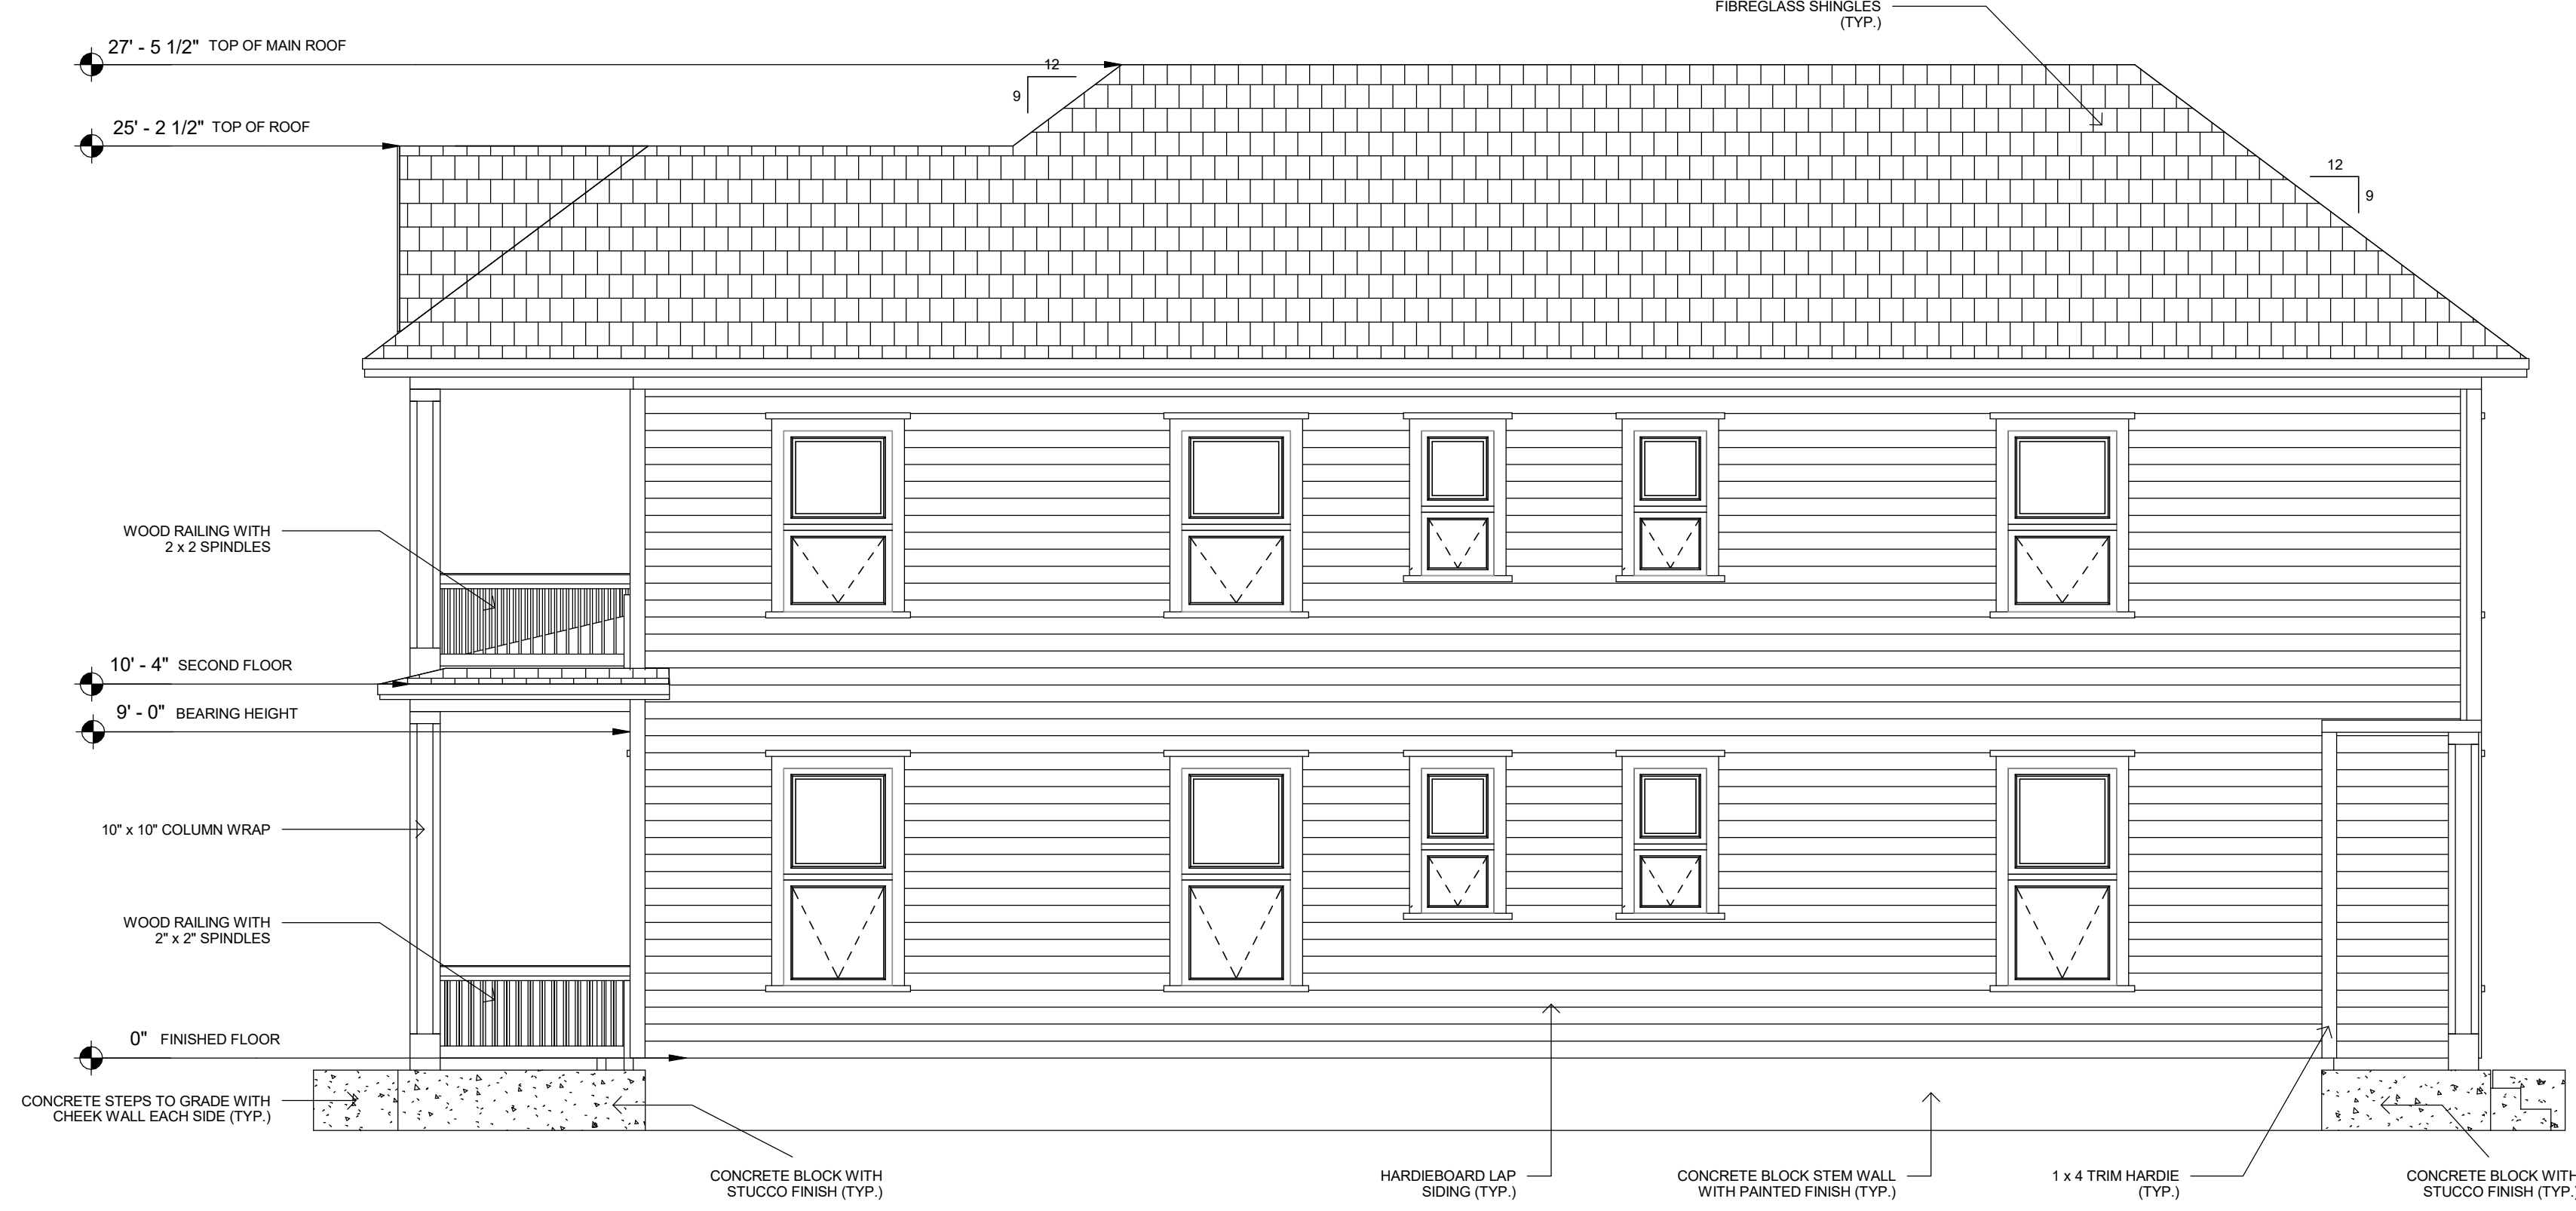 FIBREGLASS SHINGLES
(TYP.)
27' - 5 1/2" TOP OF MAIN ROOF
12
9
25' - 2 1/2" TOP OF ROOF
12
9
WOOD RAILING WITH
2 x 2 SPINDLES
10' - 4" SECOND FLOOR
9' - 0" BEARING HEIGHT
10" x 10" COLUMN WRAP
WOOD RAILING WITH
2" x 2" SPINDLES
0" FINISHED FLOOR
CONCRETE STEPS TO GRADE WITH
CHEEK WALL EACH SIDE (TYP.)
CONCRETE BLOCK WITH
STUCCO FINISH (TYP.)
HARDIEBOARD LAP
SIDING (TYP.)
CONCRETE BLOCK STEM WALL
WITH PAINTED FINISH (TYP.)
1 x 4 TRIM HARDIE
(TYP.)
CONCRETE BLOCK WITH
STUCCO FINISH (TYP.)